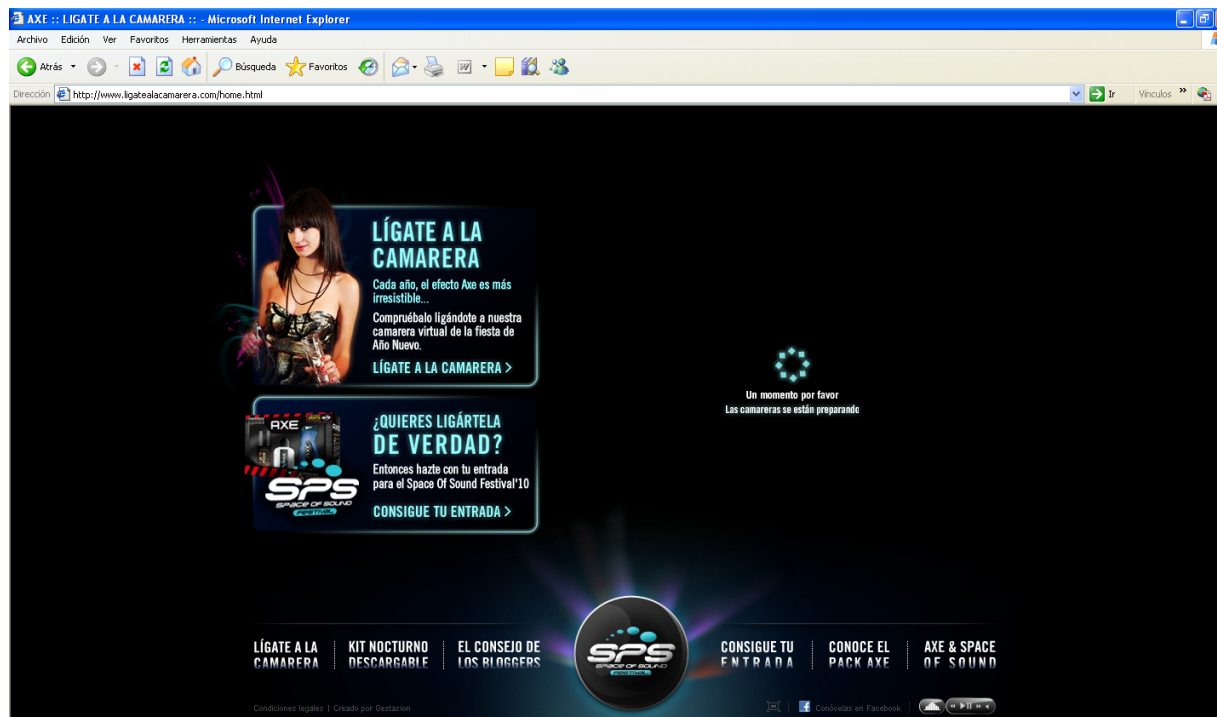 AXE :: LIGATE A LA CAMARERA :: - Microsoft Internet Explorer
Archivo Edición Ver Favoritos Herramientas Ayuda
Atrás Búsqueda Favoritos
Dirección http://www.ligatealacamarera.com/home.html Ir Vínculos »
LÍGATE A LA
CAMARERA
Cada año, el efecto Axe es más
irresistible...
Compruébalo ligándote a nuestra
camarera virtual de la fiesta de
Año Nuevo.
LÍGATE A LA CAMARERA >
Un momento por favor
Las camareras se están preparando
AXE
SPS
SPACE OF SOUND
FESTIVAL
¿QUIERES LIGÁRTELA
DE VERDAD?
Entonces hazte con tu entrada
para el Space Of Sound Festival'10
CONSIGUE TU ENTRADA >
LÍGATE A LA
CAMARERA
KIT NOCTURNO
DESCARGABLE
EL CONSEJO DE
LOS BLOGGERS
SPS
SPACE OF SOUND
FESTIVAL
CONSIGUE TU
ENTRADA
CONOCE EL
PACK AXE
AXE & SPACE
OF SOUND
Condiciones legales | Creado por Gestazion
Conócelas en Facebook